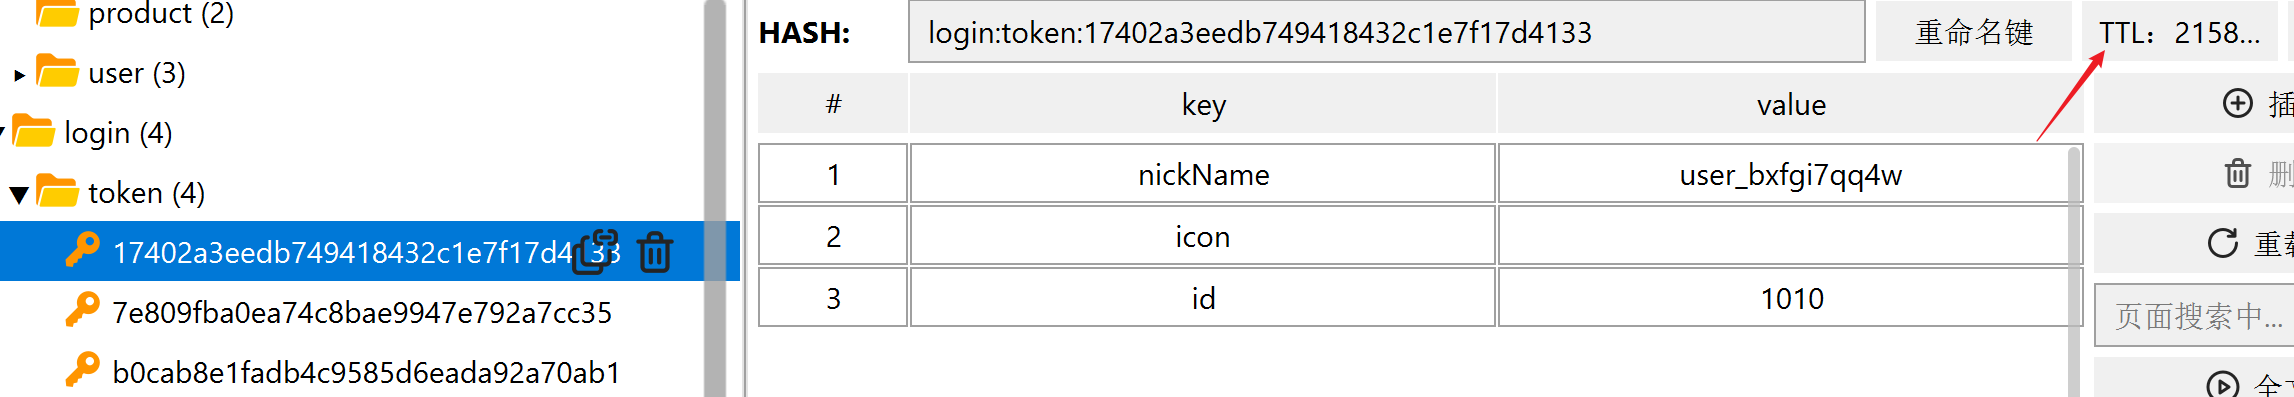 product (2)
user (3)
login (4)
token (4)
17402a3eedb749418432c1e7f17d4133
7e809fba0ea74c8bae9947e792a7cc35
b0cab8e1fadb4c9585d6eada92a70ab1
HASH: login:token:17402a3eedb749418432c1e7f17d4133 重命名键 TTL：2158...
# key value
1 nickName user_bxfgi7qq4w
2 icon
3 id 1010
插
删
重载
页面搜索中...
全